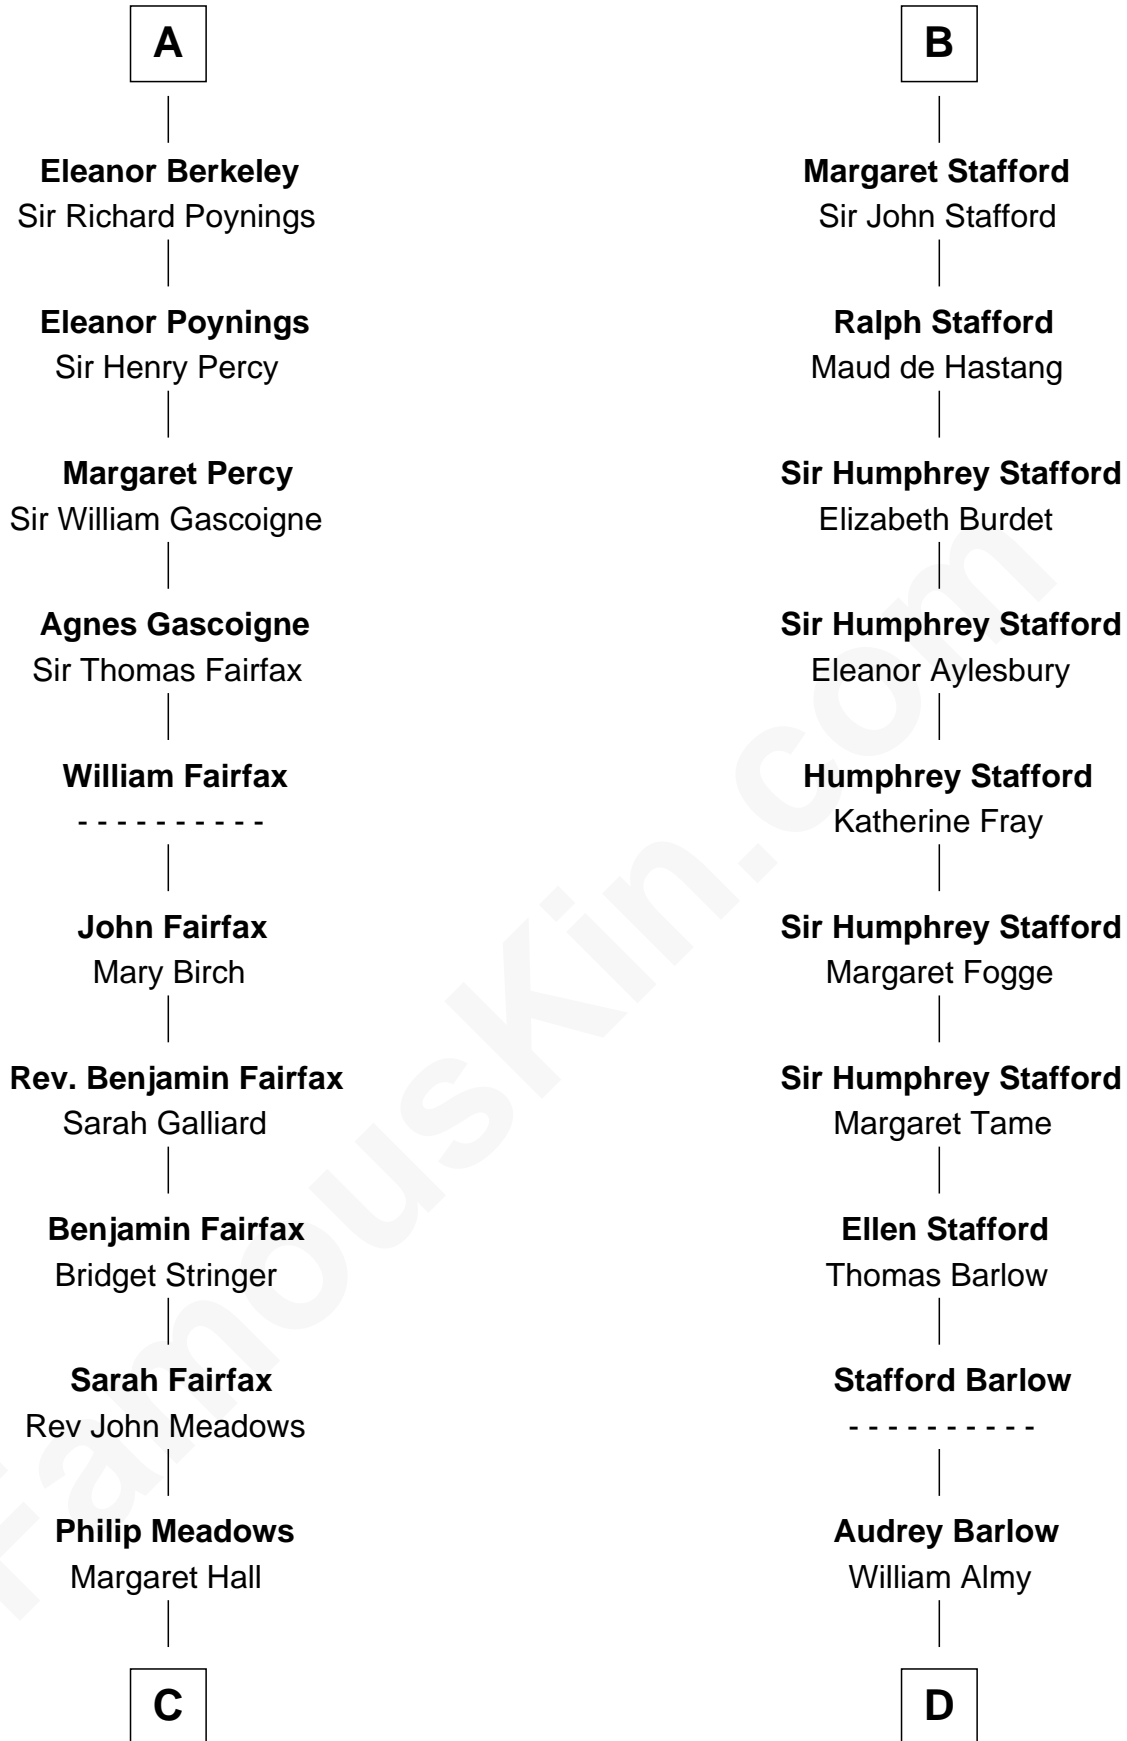 A
Eleanor Berkeley
Sir Richard Poynings
Eleanor Poynings
Sir Henry Percy
Margaret Percy
Sir William Gascoigne
Agnes Gascoigne
Sir Thomas Fairfax
William Fairfax
- - - - - - - - - -
John Fairfax
Mary Birch
Rev. Benjamin Fairfax
Sarah Galliard
Benjamin Fairfax
Bridget Stringer
Sarah Fairfax
Rev John Meadows
Philip Meadows
Margaret Hall
C
B
Margaret Stafford
Sir John Stafford
Ralph Stafford
Maud de Hastang
Sir Humphrey Stafford
Elizabeth Burdet
Sir Humphrey Stafford
Eleanor Aylesbury
Humphrey Stafford
Katherine Fray
Sir Humphrey Stafford
Margaret Fogge
Sir Humphrey Stafford
Margaret Tame
Ellen Stafford
Thomas Barlow
Stafford Barlow
- - - - - - - - - -
Audrey Barlow
William Almy
D
FamousKin.com